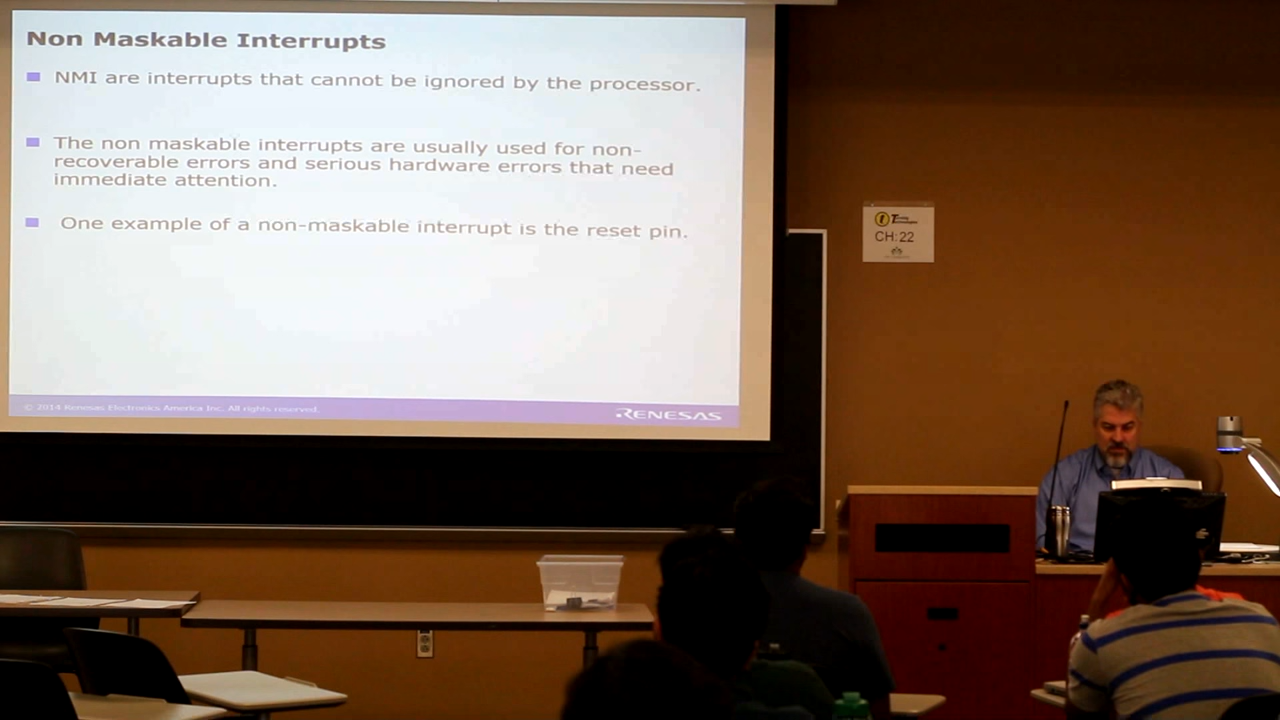 Non Maskable Interrupts
NMI are interrupts that cannot be ignored by the processor.
The non maskable interrupts are usually used for non-
recoverable errors and serious hardware errors that need
immediate attention.
One example of a non-maskable interrupt is the reset pin.
© 2014 Renesas Electronics America Inc. All rights reserved.
RENESAS
CH:22